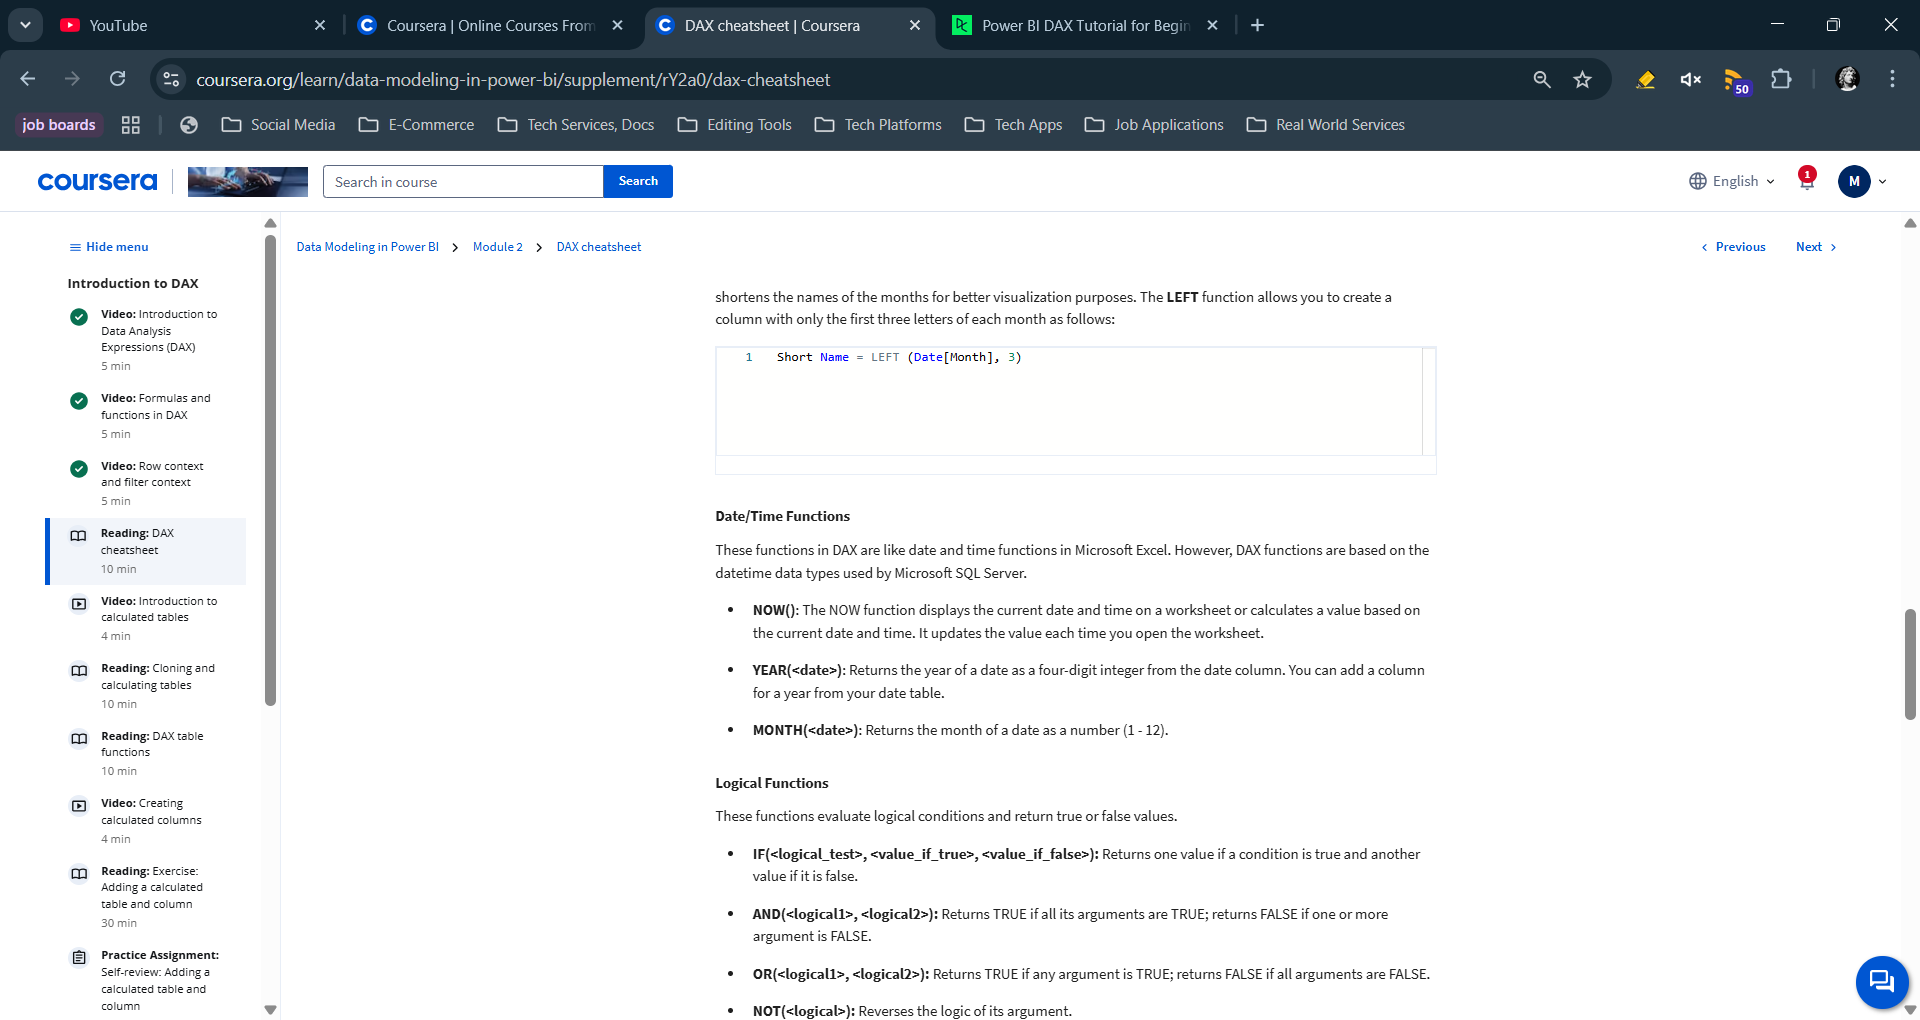 YouTube
Coursera | Online Courses From
DAX cheatsheet | Coursera
Power BI DAX Tutorial for Begin
coursera.org/learn/data-modeling-in-power-bi/supplement/rY2a0/dax-cheatsheet
50
job boards
Social Media
E-Commerce
Tech Services, Docs
Editing Tools
Tech Platforms
Tech Apps
Job Applications
Real World Services
coursera
Search in course
Search
English
1
M
Hide menu
Introduction to DAX
Video: Introduction to
Data Analysis
Expressions (DAX)
5 min
Video: Formulas and
functions in DAX
5 min
Video: Row context
and filter context
5 min
Reading: DAX
cheatsheet
10 min
Video: Introduction to
calculated tables
4 min
Reading: Cloning and
calculating tables
10 min
Reading: DAX table
functions
10 min
Video: Creating
calculated columns
4 min
Reading: Exercise:
Adding a calculated
table and column
30 min
Practice Assignment:
Self-review: Adding a
calculated table and
column
Data Modeling in Power BI > Module 2 > DAX cheatsheet
< Previous
Next >
shortens the names of the months for better visualization purposes. The LEFT function allows you to create a
column with only the first three letters of each month as follows:
1 Short Name = LEFT (Date[Month], 3)
Date/Time Functions
These functions in DAX are like date and time functions in Microsoft Excel. However, DAX functions are based on the
datetime data types used by Microsoft SQL Server.
• NOW(): The NOW function displays the current date and time on a worksheet or calculates a value based on
the current date and time. It updates the value each time you open the worksheet.
• YEAR(<date>): Returns the year of a date as a four-digit integer from the date column. You can add a column
for a year from your date table.
• MONTH(<date>): Returns the month of a date as a number (1 - 12).
Logical Functions
These functions evaluate logical conditions and return true or false values.
• IF(<logical_test>, <value_if_true>, <value_if_false>): Returns one value if a condition is true and another
value if it is false.
• AND(<logical1>, <logical2>): Returns TRUE if all its arguments are TRUE; returns FALSE if one or more
argument is FALSE.
• OR(<logical1>, <logical2>): Returns TRUE if any argument is TRUE; returns FALSE if all arguments are FALSE.
• NOT(<logical>): Reverses the logic of its argument.